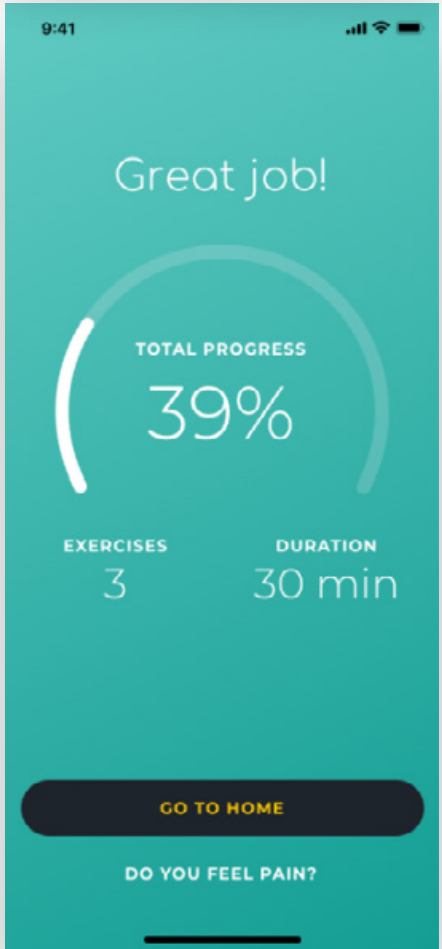 9:41
Great job!
TOTAL PROGRESS
39%
EXERCISES
3
DURATION
30 min
GO TO HOME
DO YOU FEEL PAIN?